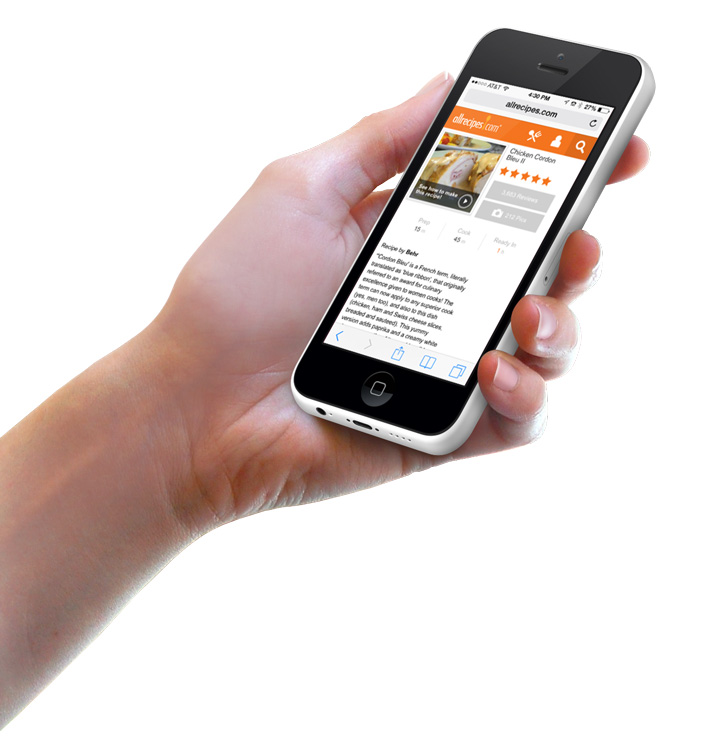 AT&T 4:30 PM 27%
allrecipes.com
allrecipes.com
Chicken Cordon
Bleu II
See how to make
this recipe!
2,683 Reviews
212 Pics
Prep Cook Ready In
15 m 45 m 1 h
Recipe by Behr
"'Cordon Bleu' is a French term, literally
translated as 'blue ribbon', that originally
referred to an award for culinary
excellence given to women cooks! The
term can now apply to any superior cook
(yes, men too), and also to this dish
(chicken, ham and Swiss cheese slices,
breaded and sauteed). This yummy
version adds paprika and a creamy white